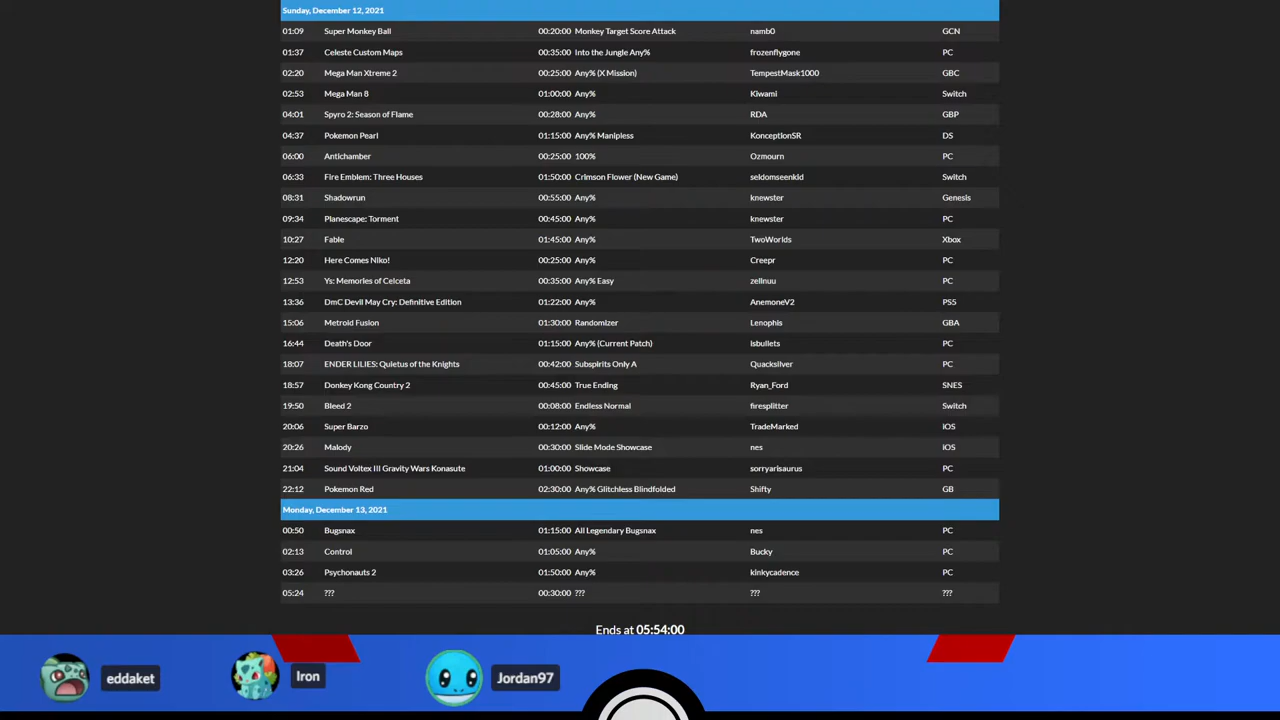 Sunday, December 12, 2021
01:09 Super Monkey Ball 00:20:00 Monkey Target Score Attack namb0 GCN
01:37 Celeste Custom Maps 00:35:00 Into the Jungle Any% frozenflygone PC
02:20 Mega Man Xtreme 2 00:25:00 Any% (X Mission) TempestMask1000 GBC
02:53 Mega Man 8 01:00:00 Any% Kiwami Switch
04:01 Spyro 2: Season of Flame 00:28:00 Any% RDA GBP
04:37 Pokemon Pearl 01:15:00 Any% Manipless KonceptionSR DS
06:00 Antichamber 00:25:00 100% Ozmourn PC
06:33 Fire Emblem: Three Houses 01:50:00 Crimson Flower (New Game) seldomseenkid Switch
08:31 Shadowrun 00:55:00 Any% knewster Genesis
09:34 Planescape: Torment 00:45:00 Any% knewster PC
10:27 Fable 01:45:00 Any% TwoWorlds Xbox
12:20 Here Comes Niko! 00:25:00 Any% Creepr PC
12:53 Ys: Memories of Celceta 00:35:00 Any% Easy zellnuu PC
13:36 DmC Devil May Cry: Definitive Edition 01:22:00 Any% AnemoneV2 PS5
15:06 Metroid Fusion 01:30:00 Randomizer Lenophis GBA
16:44 Death's Door 01:15:00 Any% (Current Patch) isbullets PC
18:07 ENDER LILIES: Quietus of the Knights 00:42:00 Subspirits Only A Quacksilver PC
18:57 Donkey Kong Country 2 00:45:00 True Ending Ryan_Ford SNES
19:50 Bleed 2 00:08:00 Endless Normal firesplitter Switch
20:06 Super Barzo 00:12:00 Any% TradeMarked iOS
20:26 Malody 00:30:00 Slide Mode Showcase nes iOS
21:04 Sound Voltex III Gravity Wars Konasute 01:00:00 Showcase sorryarisaurus PC
22:12 Pokemon Red 02:30:00 Any% Glitchless Blindfolded Shifty GB
Monday, December 13, 2021
00:50 Bugsnax 01:15:00 All Legendary Bugsnax nes PC
02:13 Control 01:05:00 Any% Bucky PC
03:26 Psychonauts 2 01:50:00 Any% kinkycadence PC
05:24 ??? 00:30:00 ??? ??? ???
Ends at 05:54:00
eddaket Iron Jordan97